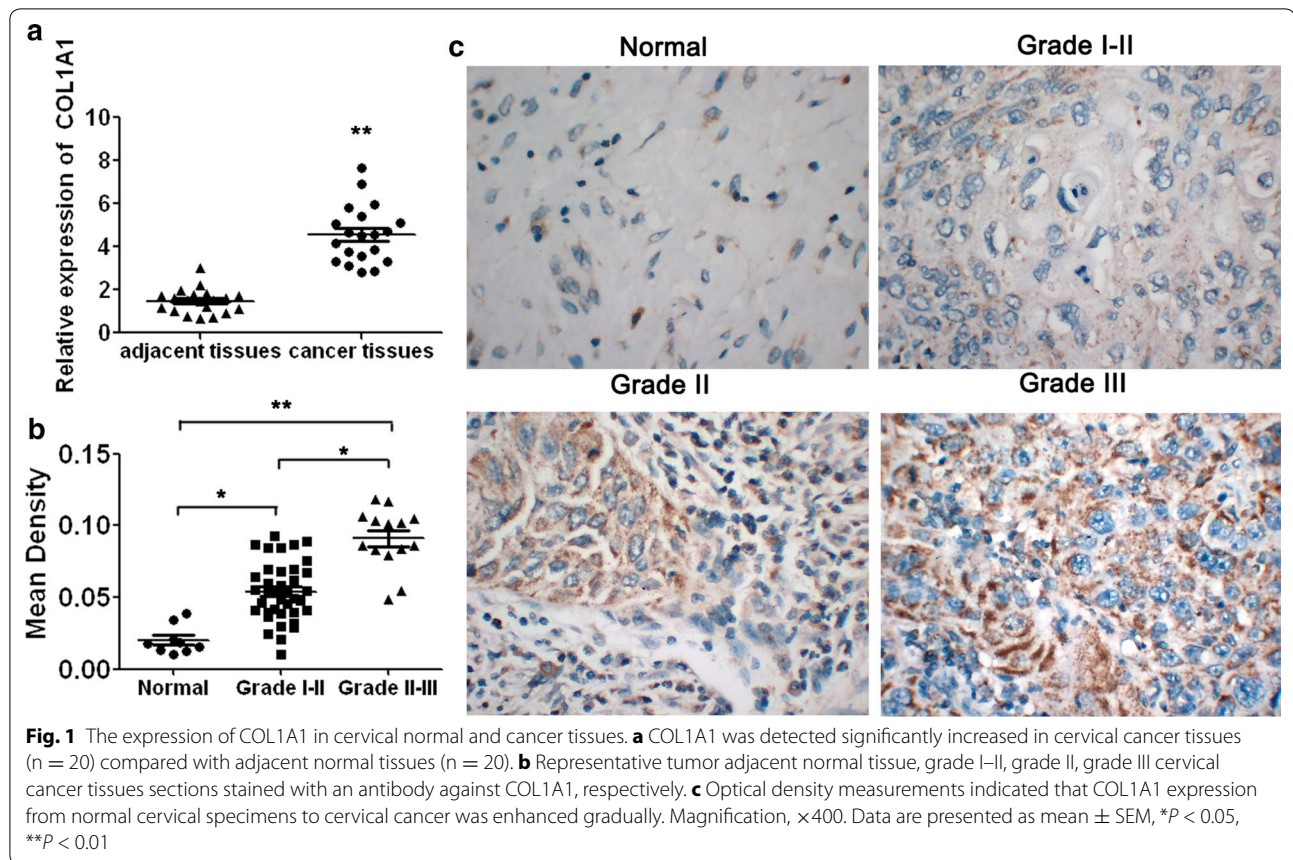 a
Relative expression of COL1A1
10
8
6
4
2
0
**
adjacent tissues
cancer tissues
b
Mean Density
0.15
0.10
0.05
0.00
**
*
*
Normal
Grade I-II
Grade II-III
c
Normal
Grade I-II
Grade II
Grade III
Fig. 1 The expression of COL1A1 in cervical normal and cancer tissues. a COL1A1 was detected significantly increased in cervical cancer tissues
(n = 20) compared with adjacent normal tissues (n = 20). b Representative tumor adjacent normal tissue, grade I–II, grade II, grade III cervical
cancer tissues sections stained with an antibody against COL1A1, respectively. c Optical density measurements indicated that COL1A1 expression
from normal cervical specimens to cervical cancer was enhanced gradually. Magnification, ×400. Data are presented as mean ± SEM, *P < 0.05,
**P < 0.01